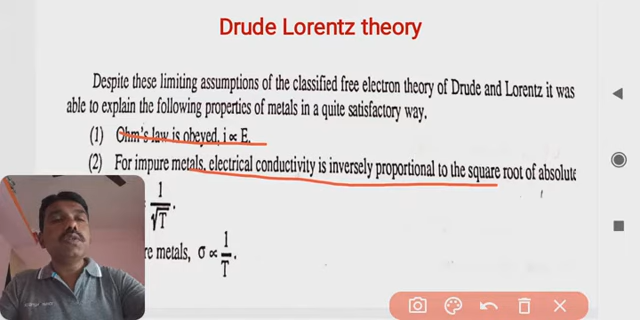 Drude Lorentz theory
Despite these limiting assumptions of the classified free electron theory of Drude and Lorentz it was
able to explain the following properties of metals in a quite satisfactory way.
(1) Ohm's law is obeyed, i ∝ E.
(2) For impure metals, electrical conductivity is inversely proportional to the square root of absolute
1/√T.
re metals, σ ∝ 1/T.